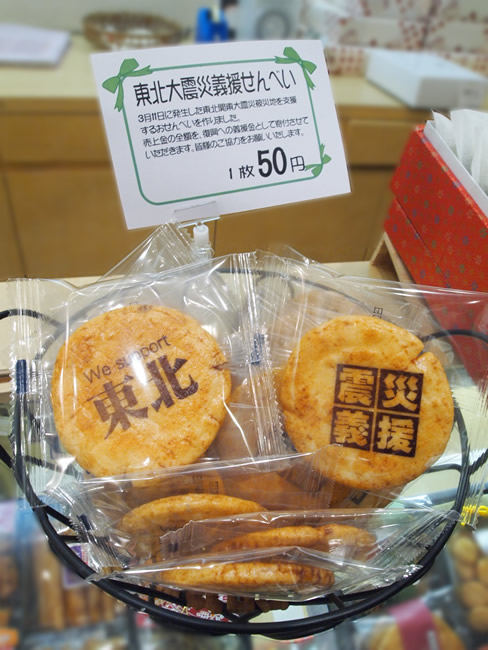 東北大震災義援せんべい
3月11日に発生した東北関東大震災被災地を支援
するおせんべいを作りました。
売上金の全額を、復興への義援金として寄付させて
いただきます。皆様のご協力をお願いいたします。
1枚50円
We support
東北
震災
義援